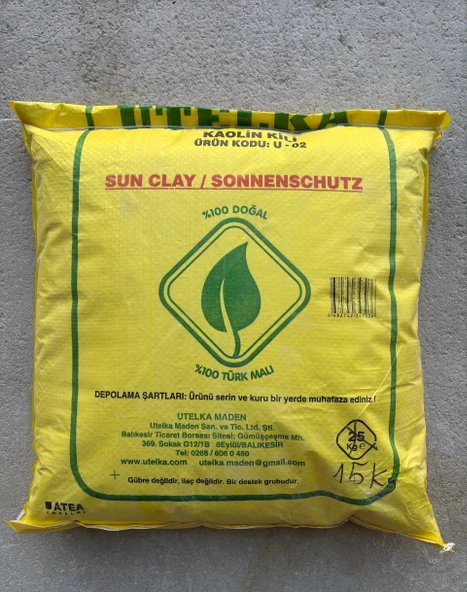 UTELKA
KAOLIN KİLİ
ÜRÜN KODU: U - 02
SUN CLAY / SONNENSCHUTZ
%100 DOĞAL
%100 TÜRK MALI
DEPOLAMA ŞARTLARI: Ürünü serin ve kuru bir yerde muhafaza ediniz!
ÜTELKA MADEN
Utelka Maden San. ve Tic. Ltd. Şti.
Balıkesir Ticaret Borsası Sitesi; Gümüşçeşme Mh.
369. Sokak G12/1B 6Eylül/BALIKESİR
Tel: 0266 / 606 0 450
www.utelka.com utelka.maden@gmail.com
25
Kg
15K
Gübre değildir, ilaç değildir. Bir destek grubudur.
ATEA